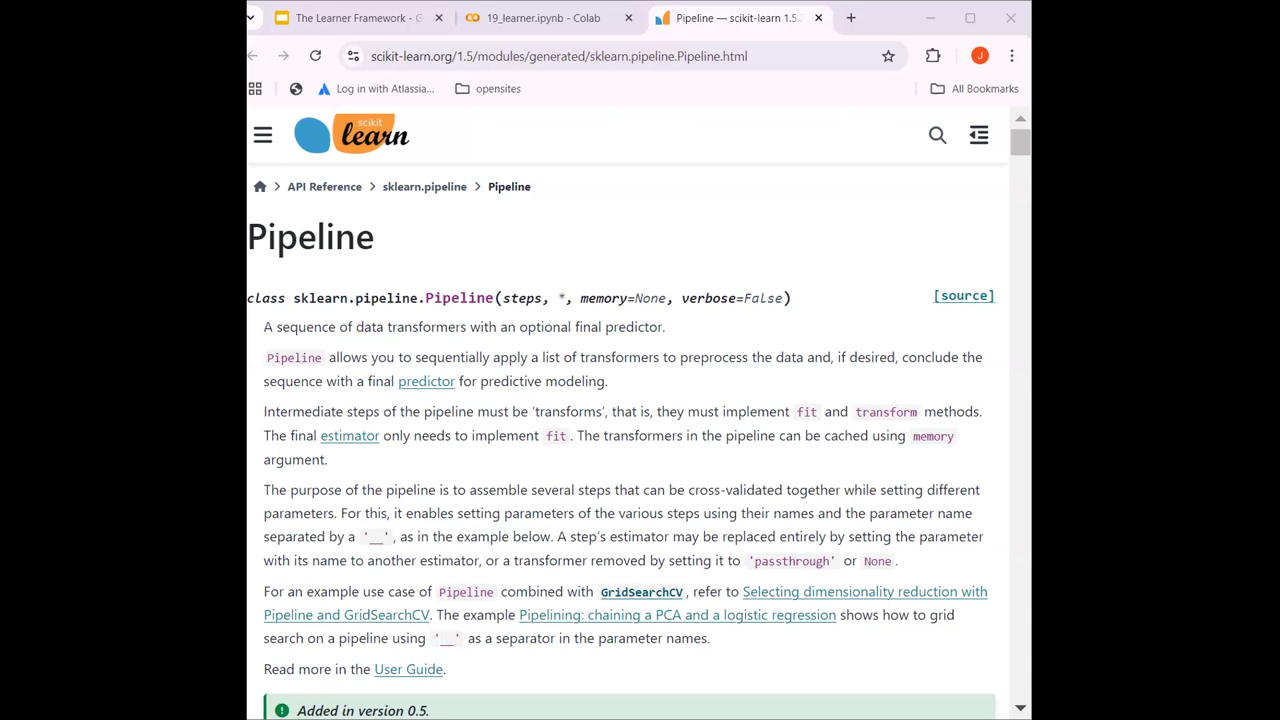 The Learner Framework - G
19_learner.ipynb - Colab
Pipeline — scikit-learn 1.5.
scikit-learn.org/1.5/modules/generated/sklearn.pipeline.Pipeline.html
J
Log in with Atlassia...
opensites
All Bookmarks
scikit
learn
API Reference > sklearn.pipeline > Pipeline
Pipeline
class sklearn.pipeline.Pipeline(steps, *, memory=None, verbose=False)
[source]
A sequence of data transformers with an optional final predictor.
Pipeline allows you to sequentially apply a list of transformers to preprocess the data and, if desired, conclude the
sequence with a final predictor for predictive modeling.
Intermediate steps of the pipeline must be ‘transforms’, that is, they must implement fit and transform methods.
The final estimator only needs to implement fit. The transformers in the pipeline can be cached using memory
argument.
The purpose of the pipeline is to assemble several steps that can be cross-validated together while setting different
parameters. For this, it enables setting parameters of the various steps using their names and the parameter name
separated by a '__', as in the example below. A step’s estimator may be replaced entirely by setting the parameter
with its name to another estimator, or a transformer removed by setting it to 'passthrough' or None.
For an example use case of Pipeline combined with GridSearchCV, refer to Selecting dimensionality reduction with
Pipeline and GridSearchCV. The example Pipelining: chaining a PCA and a logistic regression shows how to grid
search on a pipeline using '__' as a separator in the parameter names.
Read more in the User Guide.
Added in version 0.5.